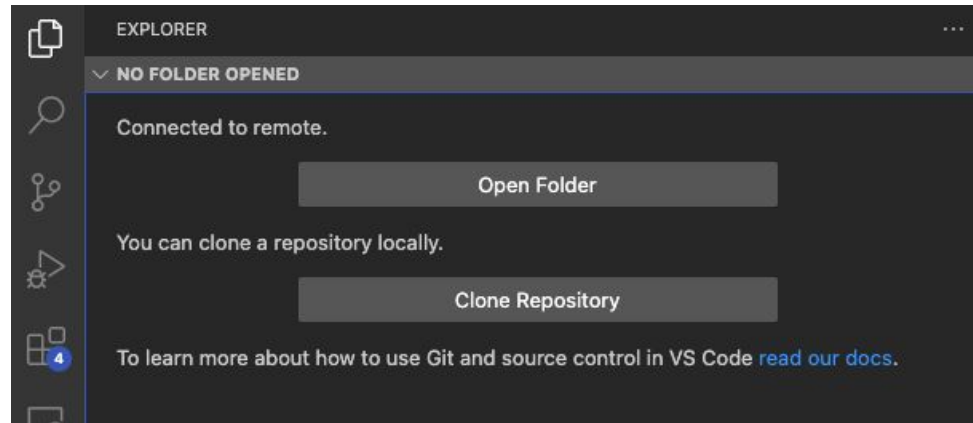 EXPLORER
NO FOLDER OPENED
Connected to remote.
Open Folder
You can clone a repository locally.
Clone Repository
4
To learn more about how to use Git and source control in VS Code read our docs.